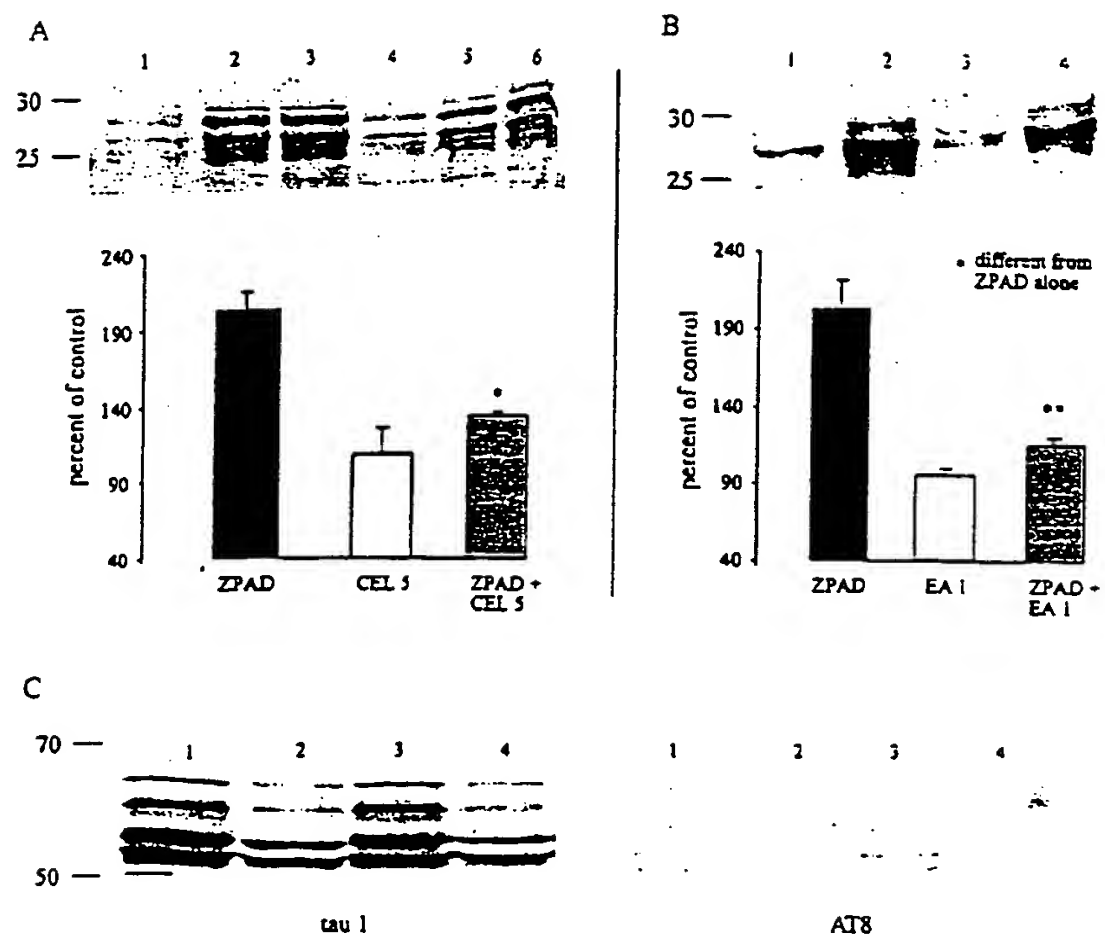 A
1 2 3 4 5 6
30
25
240
190
140
90
40
percent of control
*
ZPAD
CEL 5
ZPAD +
CEL 5
B
1 2 3 4
30
25
240
190
140
90
40
percent of control
* different from
ZPAD alone
**
ZPAD
EA 1
ZPAD +
EA 1
C
70
50
1 2 3 4
tau 1
1 2 3 4
AT8